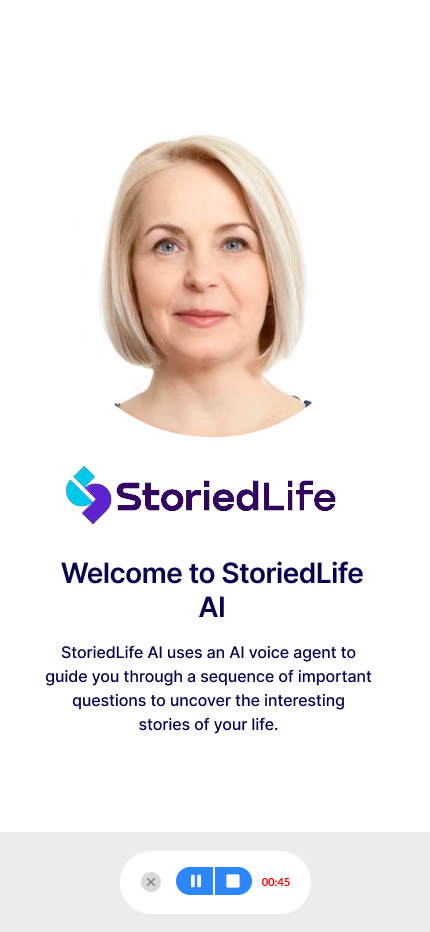 StoriedLife
Welcome to StoriedLife
AI
StoriedLife AI uses an AI voice agent to
guide you through a sequence of important
questions to uncover the interesting
stories of your life.
00:45